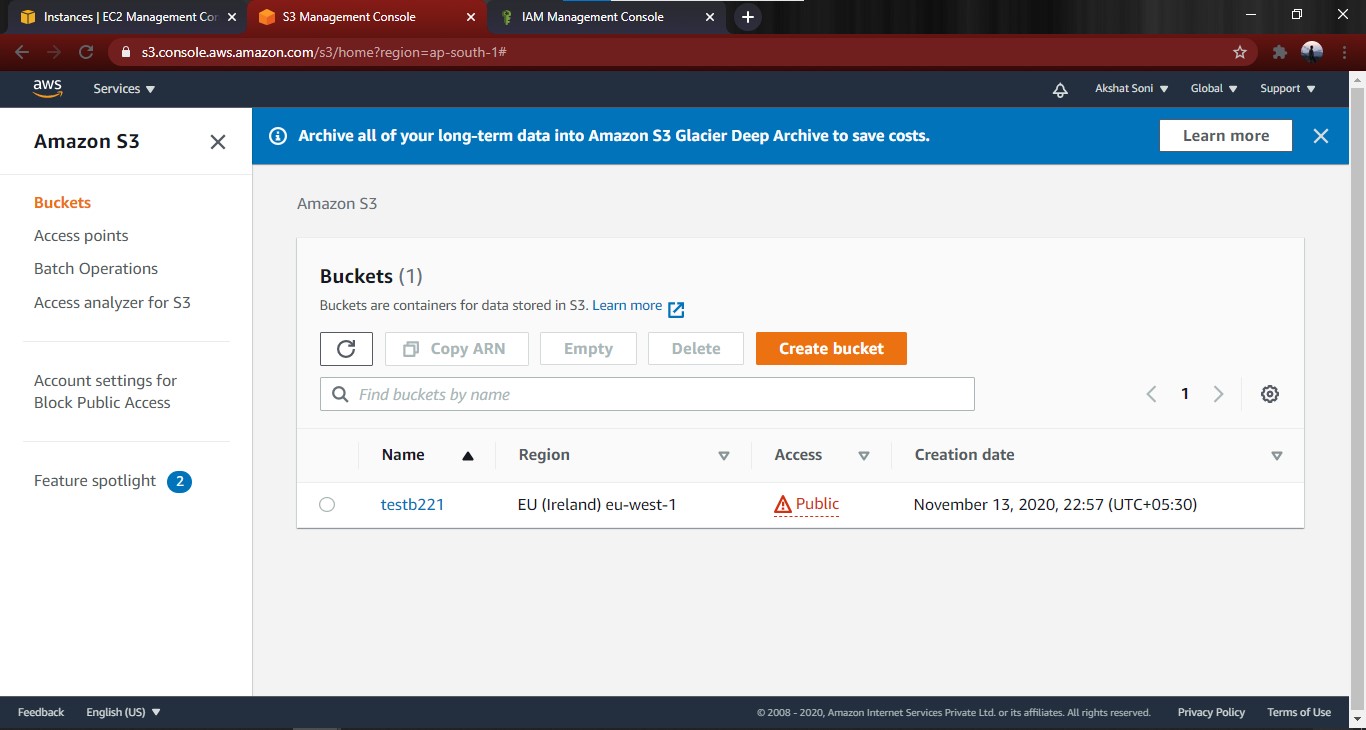 Instances | EC2 Management Cor
S3 Management Console
IAM Management Console
s3.console.aws.amazon.com/s3/home?region=ap-south-1#
aws
Services
Akshat Soni
Global
Support
Amazon S3
Archive all of your long-term data into Amazon S3 Glacier Deep Archive to save costs.
Learn more
Buckets
Access points
Batch Operations
Access analyzer for S3
Account settings for
Block Public Access
Feature spotlight 2
Amazon S3
Buckets (1)
Buckets are containers for data stored in S3. Learn more
Copy ARN
Empty
Delete
Create bucket
Find buckets by name
1
Name
Region
Access
Creation date
testb221
EU (Ireland) eu-west-1
Public
November 13, 2020, 22:57 (UTC+05:30)
Feedback
English (US)
© 2008 - 2020, Amazon Internet Services Private Ltd. or its affiliates. All rights reserved.
Privacy Policy
Terms of Use